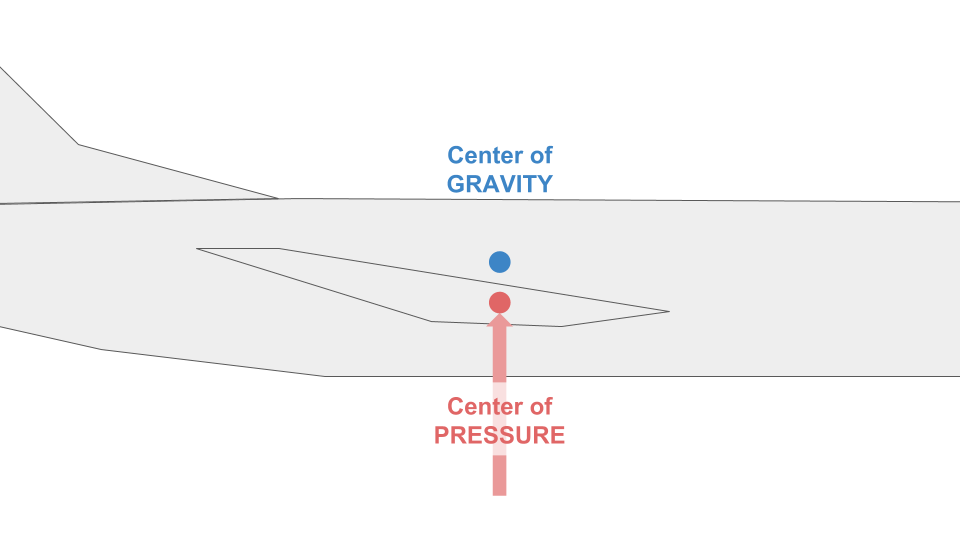 Center of
GRAVITY
Center of
PRESSURE